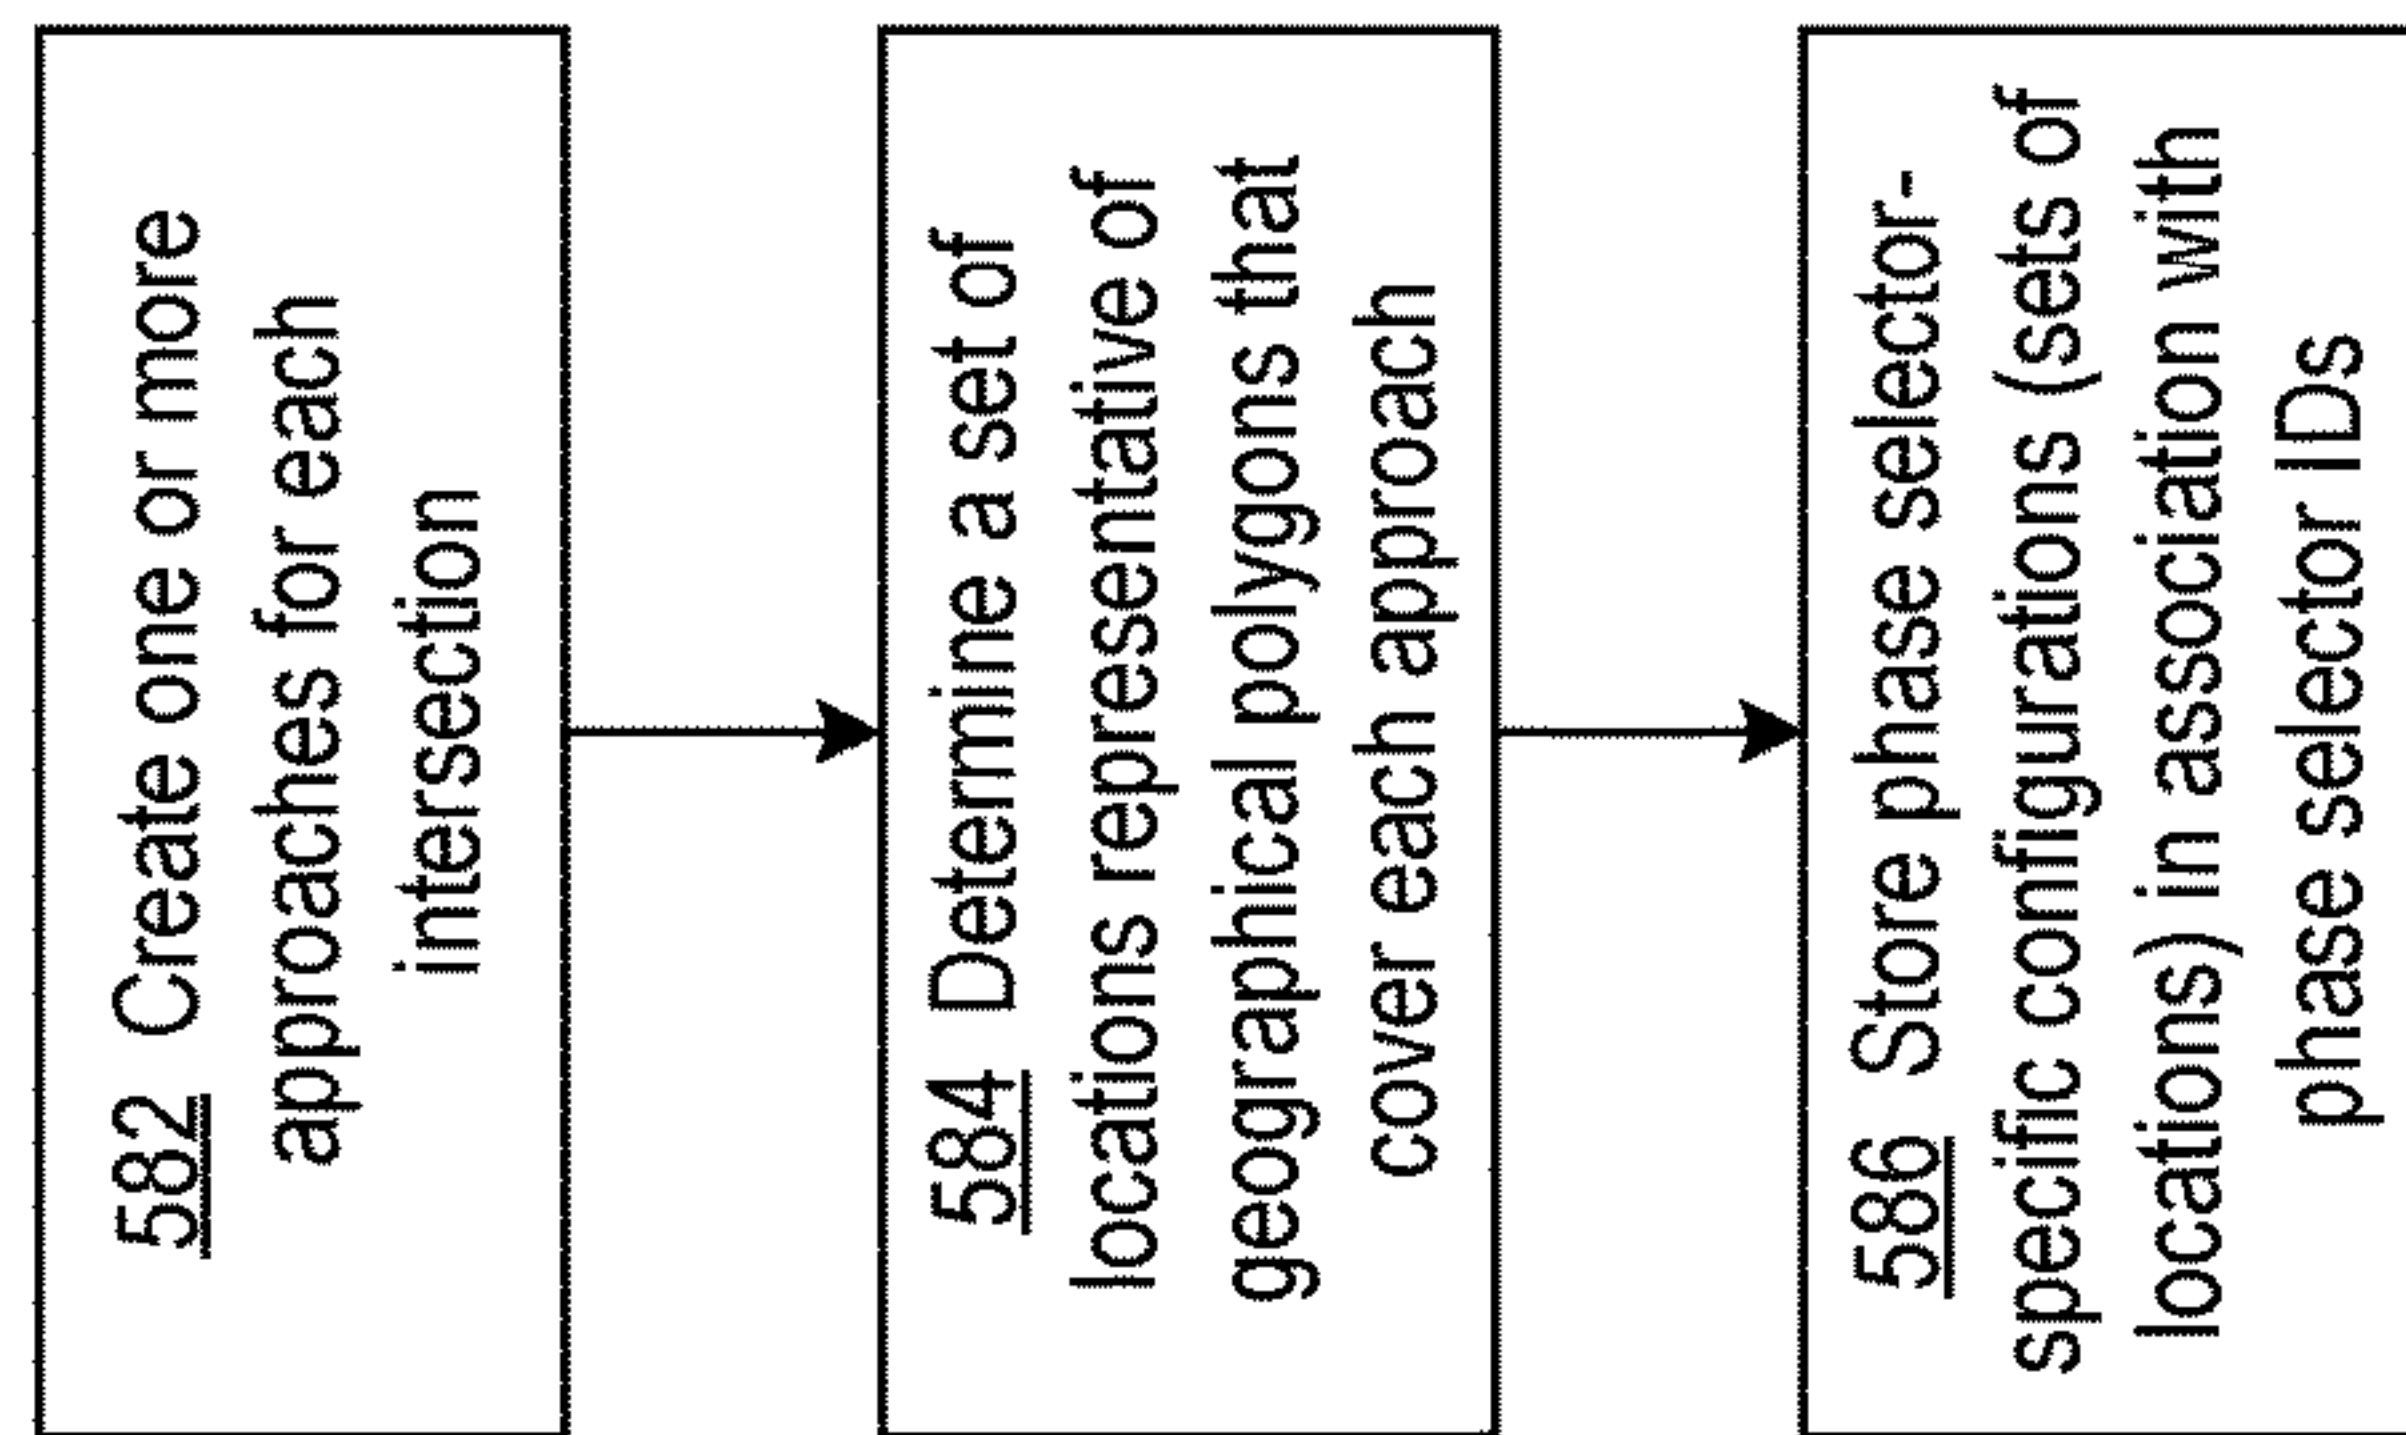 582 Create one or more
approaches for each
intersection
584 Determine a set of
locations representative of
geographical polygons that
cover each approach
586 Store phase selector-
specific configurations (sets of
locations) in association with
phase selector IDs